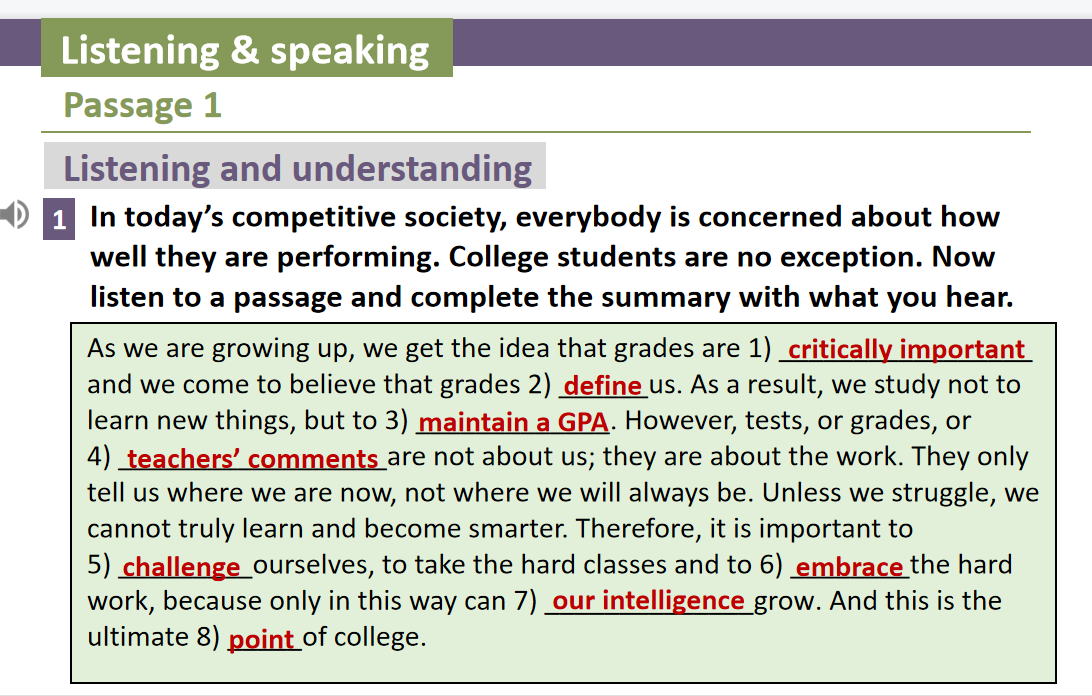 Listening & speaking
Passage 1
Listening and understanding
1 In today's competitive society, everybody is concerned about how
well they are performing. College students are no exception. Now
listen to a passage and complete the summary with what you hear.
As we are growing up, we get the idea that grades are 1) critically important
and we come to believe that grades 2) define us. As a result, we study not to
learn new things, but to 3) maintain a GPA. However, tests, or grades, or
4) teachers' comments are not about us; they are about the work. They only
tell us where we are now, not where we will always be. Unless we struggle, we
cannot truly learn and become smarter. Therefore, it is important to
5) challenge ourselves, to take the hard classes and to 6) embrace the hard
work, because only in this way can 7) our intelligence grow. And this is the
ultimate 8) point of college.